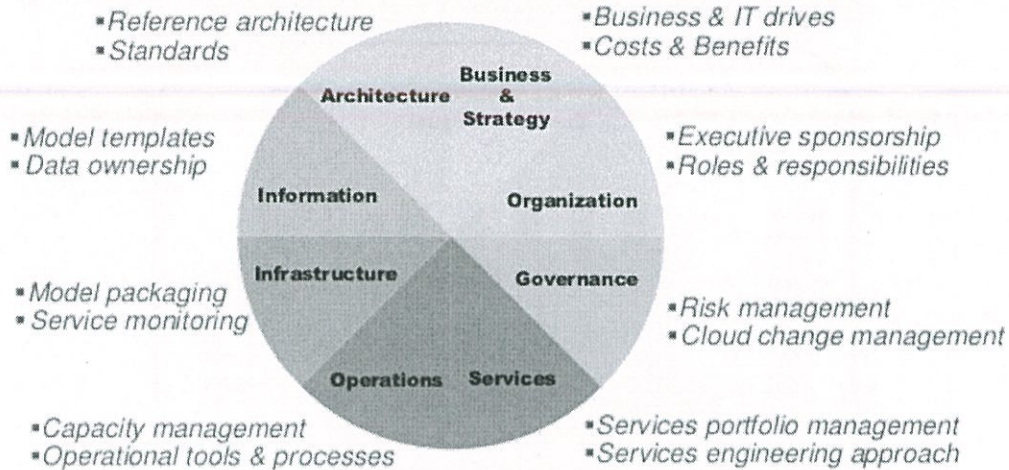 ▪Reference architecture
▪Standards
▪Business & IT drives
▪Costs & Benefits
Architecture
Business
&
Strategy
▪Model templates
▪Data ownership
▪Executive sponsorship
▪Roles & responsibilities
Information
Organization
Infrastructure
Governance
▪Model packaging
▪Service monitoring
▪Risk management
▪Cloud change management
Operations
Services
▪Capacity management
▪Operational tools & processes
▪Services portfolio management
▪Services engineering approach